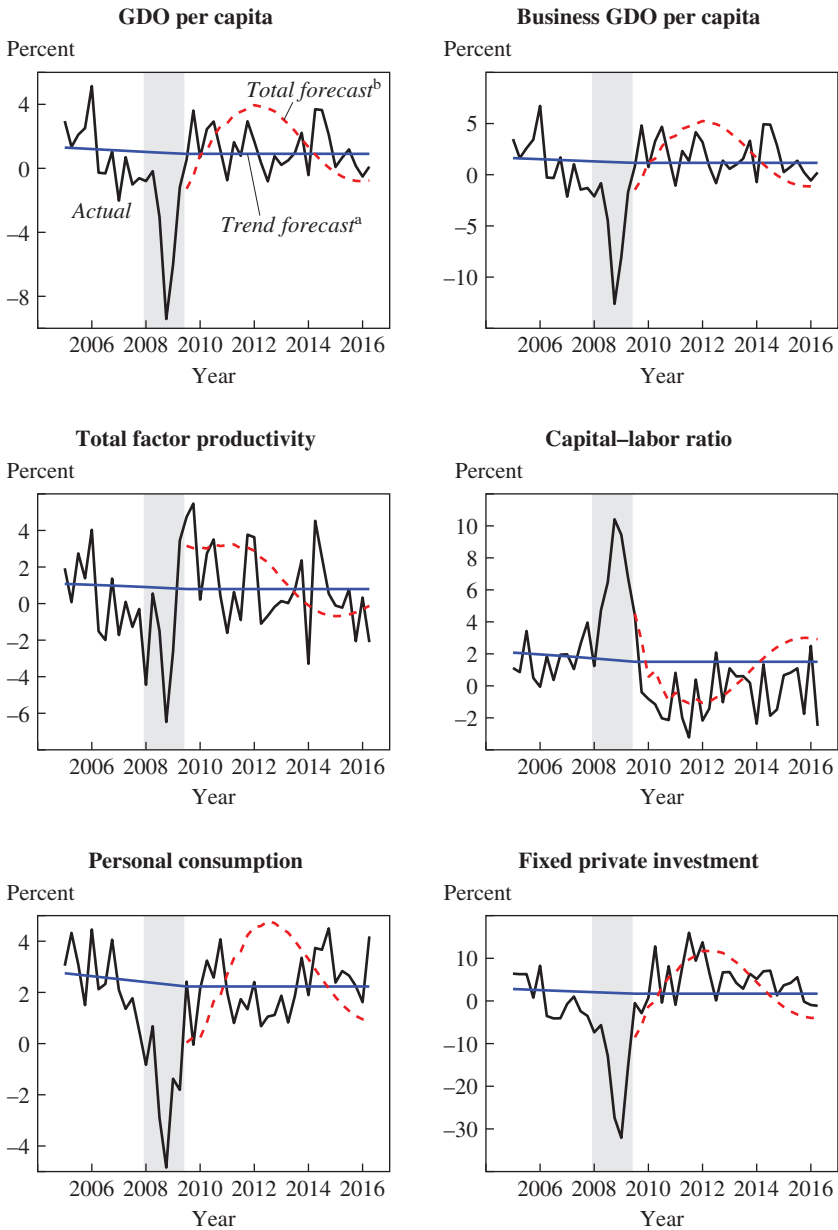 GDO per capita
Percent
4
0
–4
–8
Total forecastᵇ
Actual
Trend forecastᵃ
2006 2008 2010 2012 2014 2016
Year
Business GDO per capita
Percent
5
0
–5
–10
2006 2008 2010 2012 2014 2016
Year
Total factor productivity
Percent
4
2
0
–2
–4
–6
2006 2008 2010 2012 2014 2016
Year
Capital–labor ratio
Percent
10
8
6
4
2
0
–2
2006 2008 2010 2012 2014 2016
Year
Personal consumption
Percent
4
2
0
–2
–4
2006 2008 2010 2012 2014 2016
Year
Fixed private investment
Percent
10
0
–10
–20
–30
2006 2008 2010 2012 2014 2016
Year